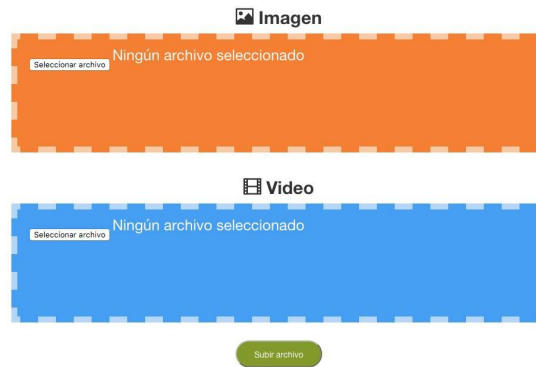 Imagen
Ningún archivo seleccionado
Seleccionar archivo
Video
Ningún archivo seleccionado
Seleccionar archivo
Subir archivo